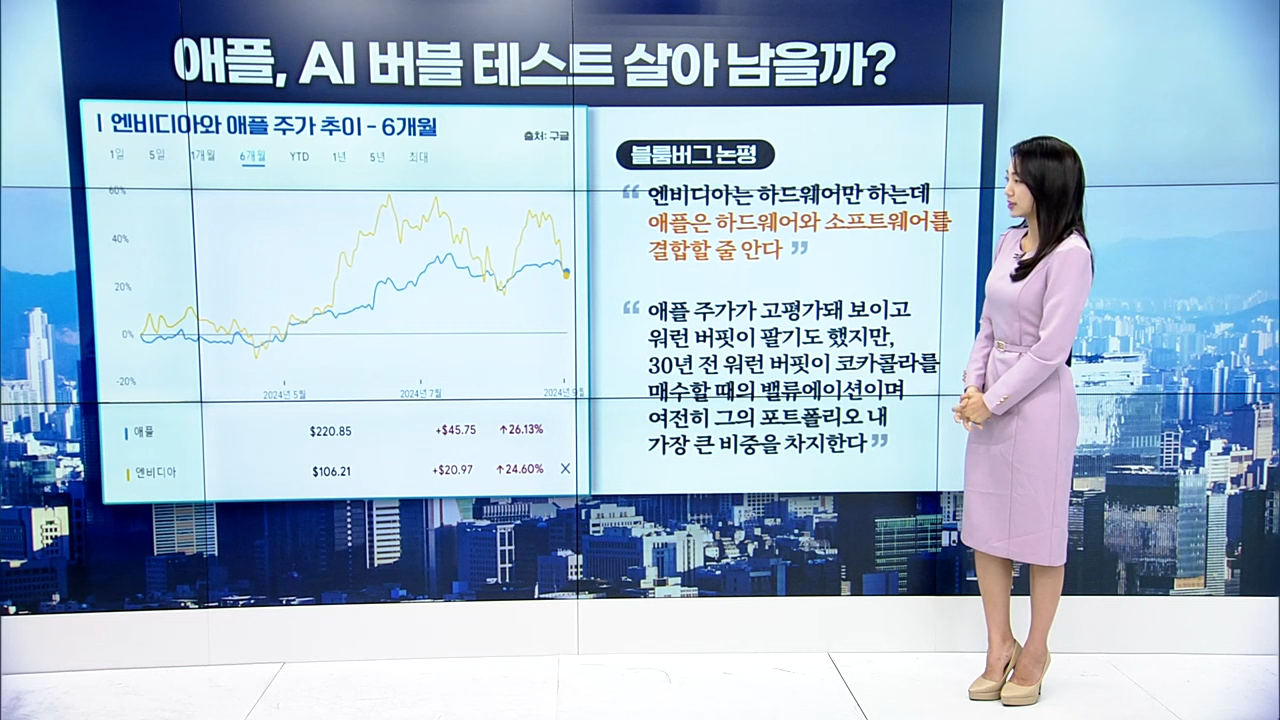 애플, AI 버블 테스트 살아 남을까?
엔비디아와 애플 주가 추이 - 6개월
출처: 구글
1일 5일 1개월 6개월 YTD 1년 5년 최대
60%
40%
20%
0%
-20%
2024년 5월 2024년 7월 2024년 9월
애플 $220.85 +$45.75 ↑26.13%
엔비디아 $106.21 +$20.97 ↑24.60% X
블룸버그 논평
“ 엔비디아는 하드웨어만 하는데
애플은 하드웨어와 소프트웨어를
결합할 줄 안다 ”
“ 애플 주가가 고평가돼 보이고
워런 버핏이 팔기도 했지만,
30년 전 워런 버핏이 코카콜라를
매수할 때의 밸류에이션이며
여전히 그의 포트폴리오 내
가장 큰 비중을 차지한다 ”